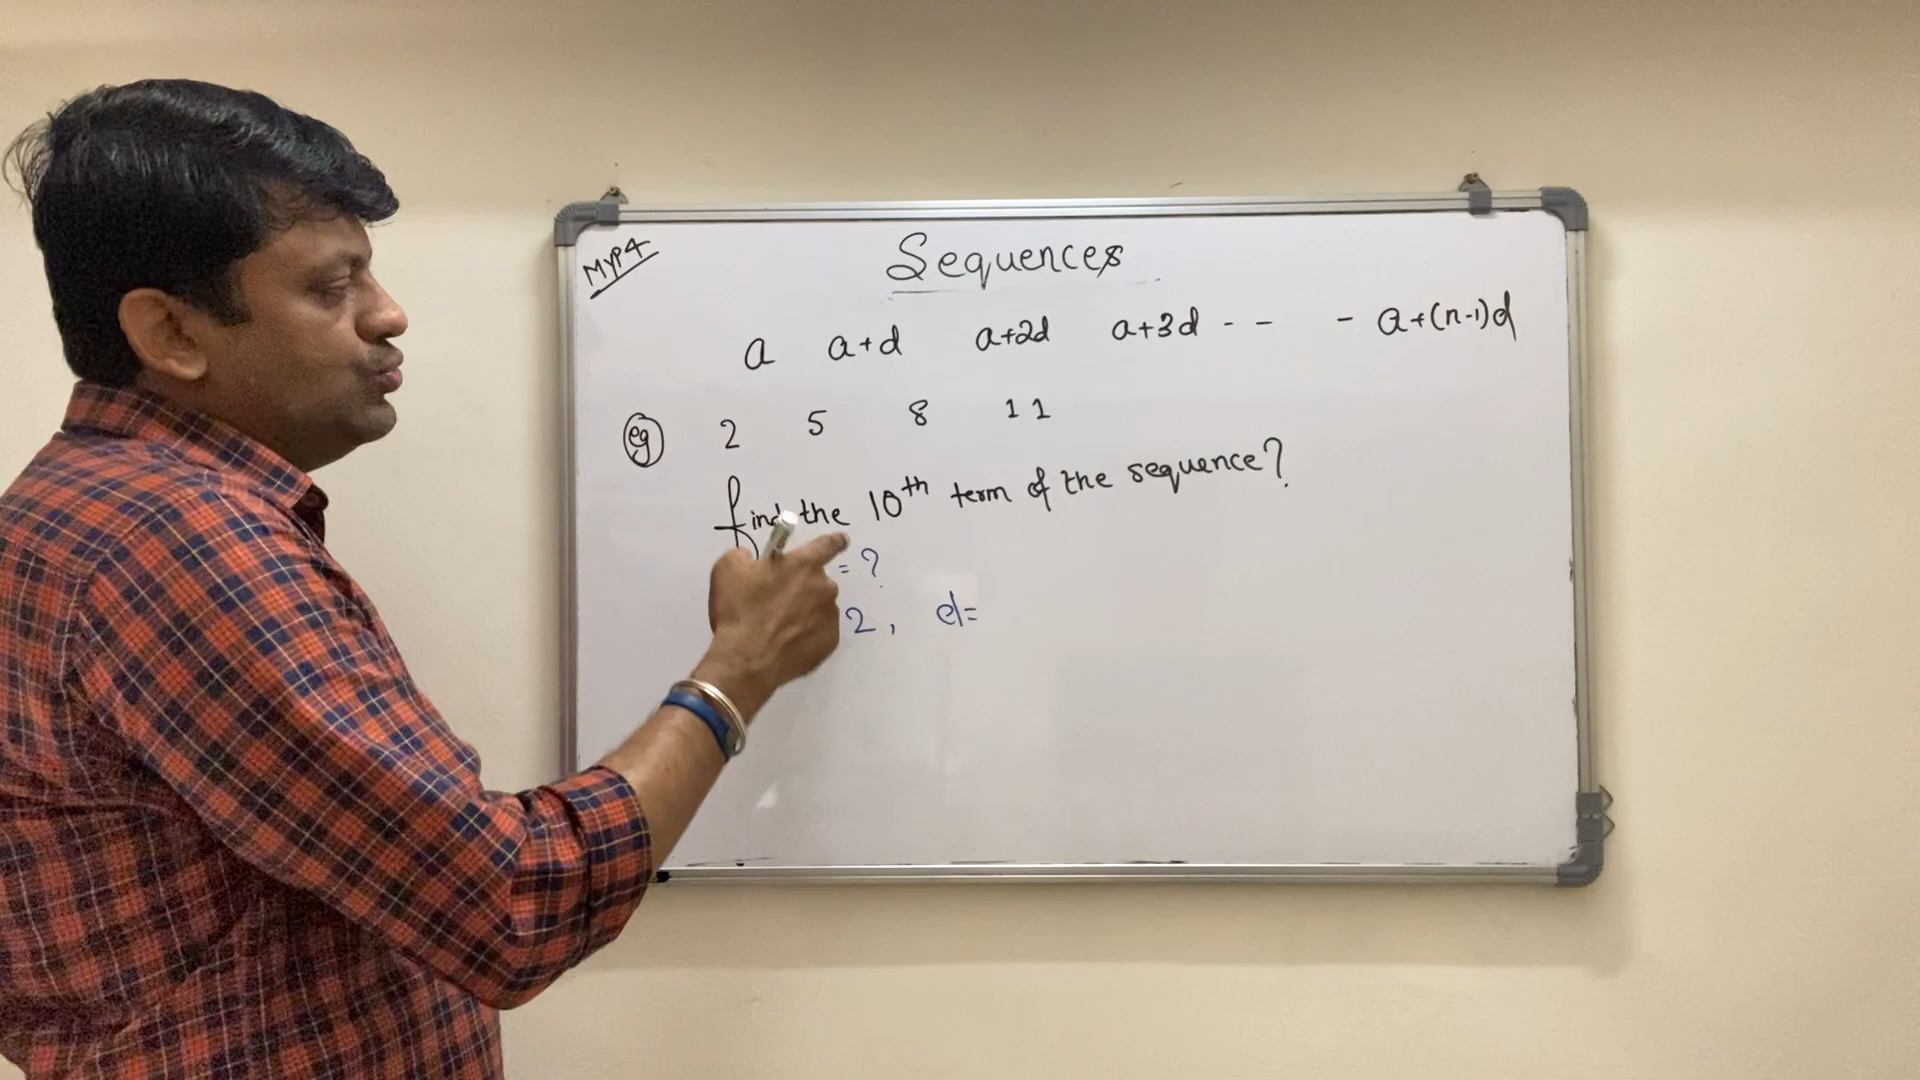 MYP4
Sequences
a a+d a+2d a+3d - - - a+(n-1)d
eg 2 5 8 11
find the 10th term of the sequence?
= ?
2, d=